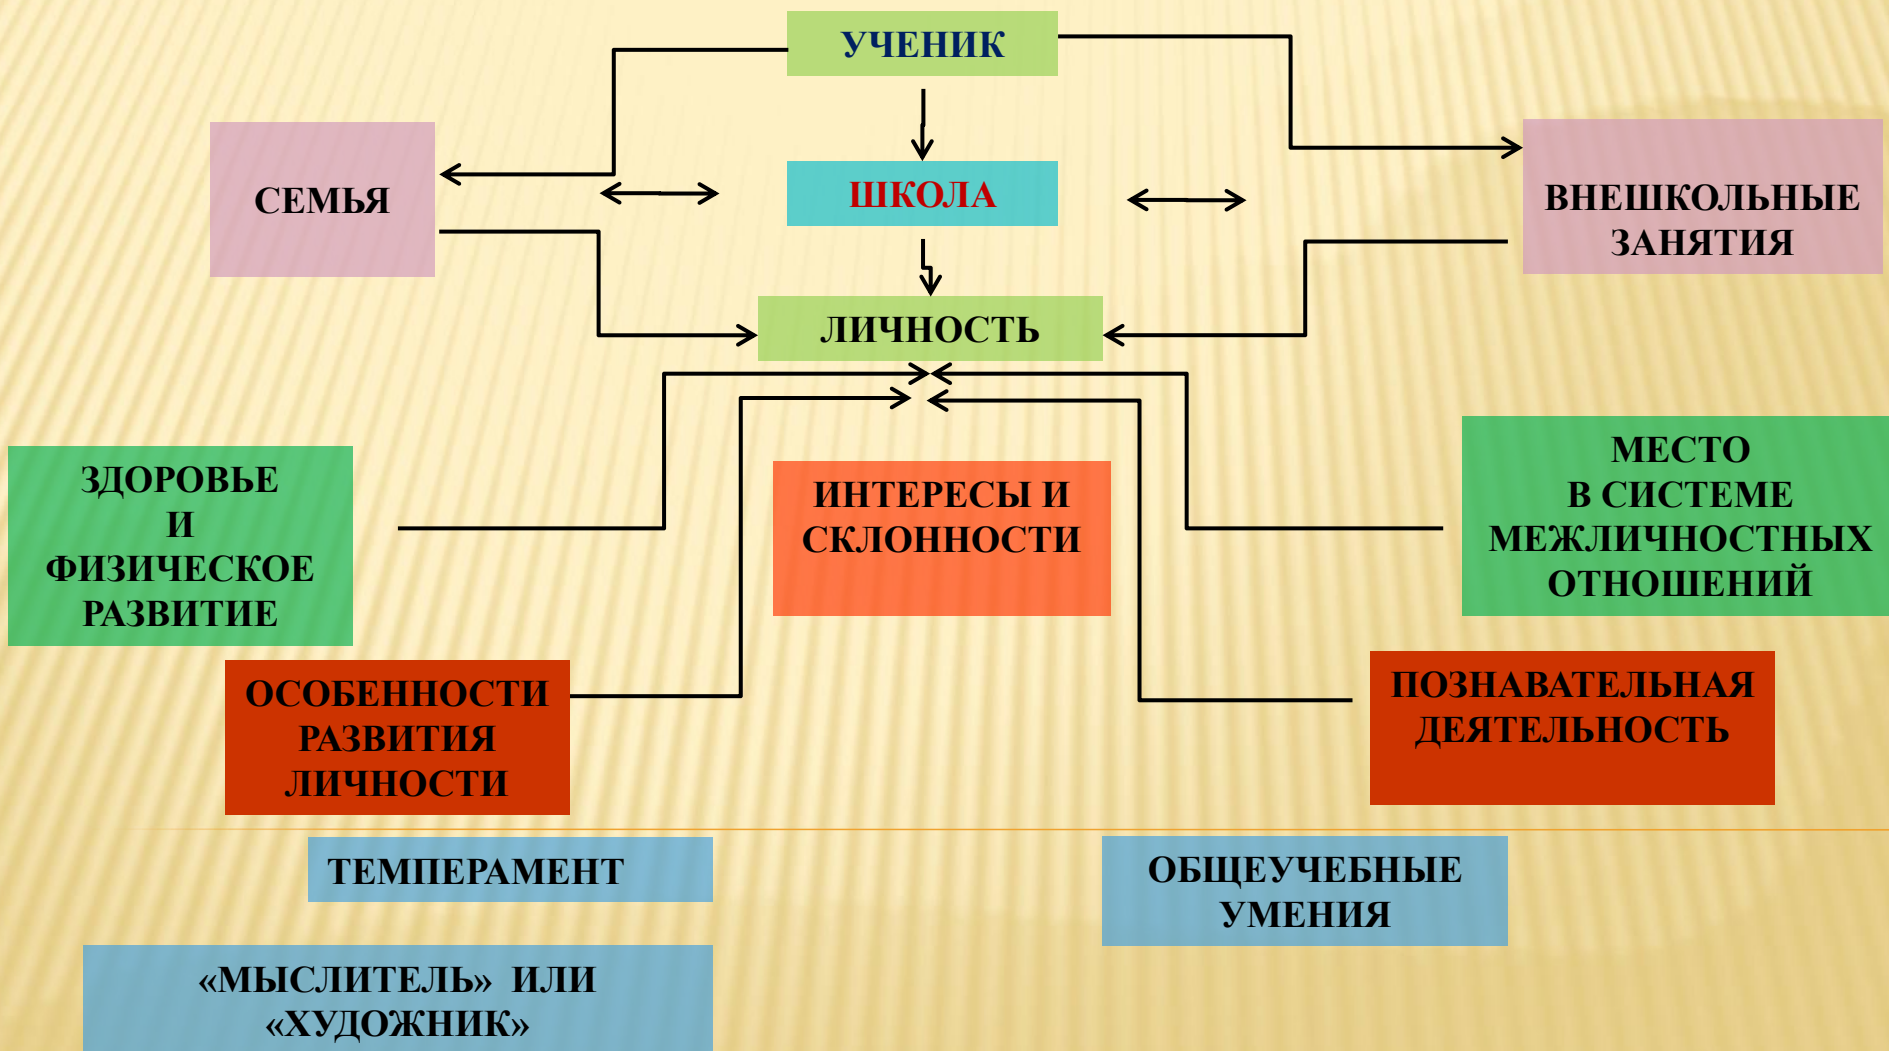 УЧЕНИК
СЕМЬЯ
ШКОЛА
ВНЕШКОЛЬНЫЕ
ЗАНЯТИЯ
ЛИЧНОСТЬ
ЗДОРОВЬЕ
И
ФИЗИЧЕСКОЕ
РАЗВИТИЕ
ИНТЕРЕСЫ И
СКЛОННОСТИ
МЕСТО
В СИСТЕМЕ
МЕЖЛИЧНОСТНЫХ
ОТНОШЕНИЙ
ОСОБЕННОСТИ
РАЗВИТИЯ
ЛИЧНОСТИ
ПОЗНАВАТЕЛЬНАЯ
ДЕЯТЕЛЬНОСТЬ
ТЕМПЕРАМЕНТ
ОБЩЕУЧЕБНЫЕ
УМЕНИЯ
«МЫСЛИТЕЛЬ» ИЛИ
«ХУДОЖНИК»